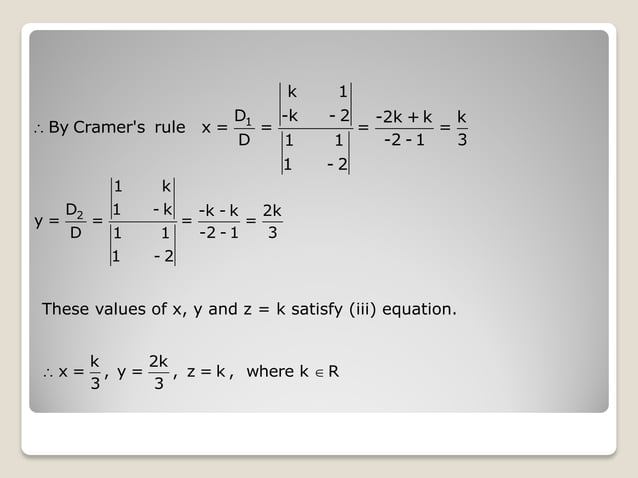 ∴ By Cramer's rule x = D₁/D = |k 1; -k - 2| / |1 1; 1 - 2| = (-2k + k)/(-2 - 1) = k/3
y = D₂/D = |1 k; 1 - k| / |1 1; 1 - 2| = (-k - k)/(-2 - 1) = 2k/3
These values of x, y and z = k satisfy (iii) equation.
∴ x = k/3 , y = 2k/3 , z = k , where k ∈ R